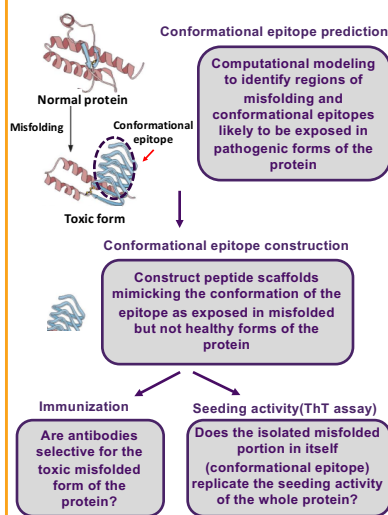 Conformational epitope prediction
Normal protein
Computational modeling
to identify regions of
misfolding and
conformational epitopes
likely to be exposed in
pathogenic forms of the
protein
Misfolding
Conformational
epitope
Toxic form
Conformational epitope construction
Construct peptide scaffolds
mimicking the conformation of the
epitope as exposed in misfolded
but not healthy forms of the
protein
Immunization
Are antibodies
selective for the
toxic misfolded
form of the
protein?
Seeding activity(ThT assay)
Does the isolated misfolded
portion in itself
(conformational epitope)
replicate the seeding activity
of the whole protein?